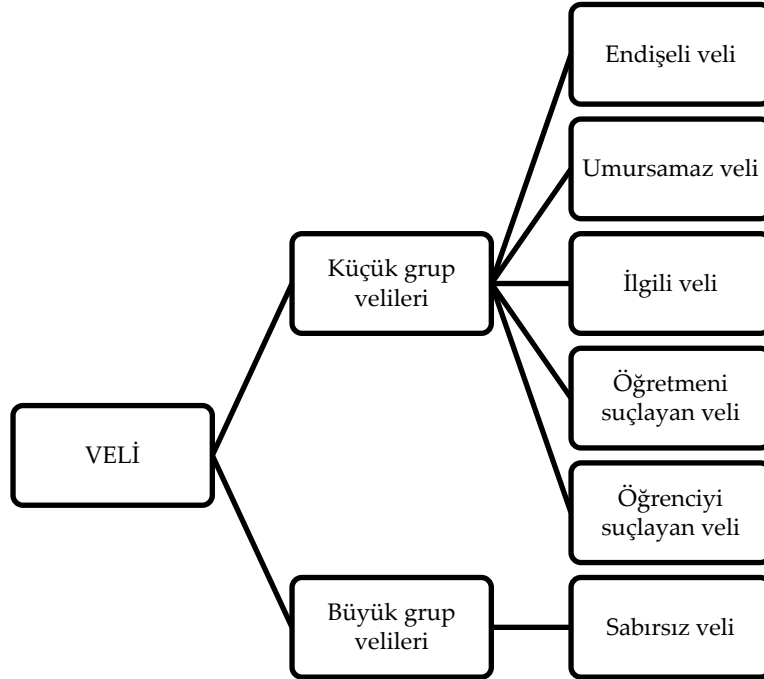 Endişeli veli
Umursamaz veli
Küçük grup
velileri
İlgili veli
Öğretmeni
suçlayan veli
VELİ
Öğrenciyi
suçlayan veli
Büyük grup
velileri
Sabırsız veli